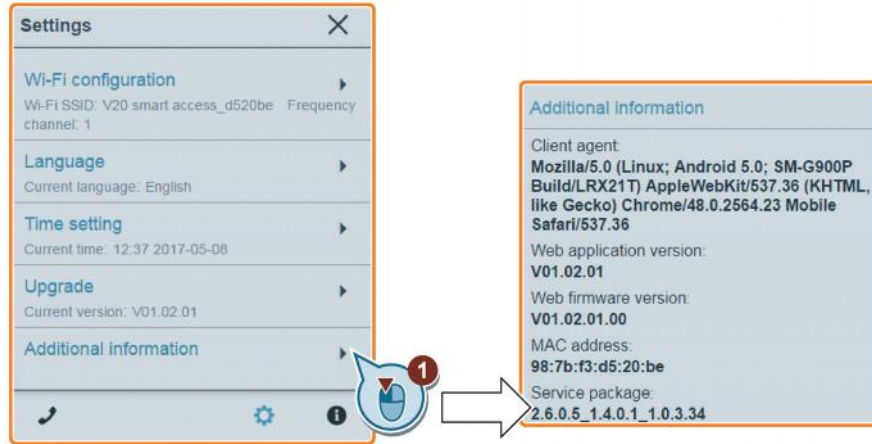 Settings
Wi-Fi configuration
Wi-Fi SSID: V20 smart access_d520be Frequency
channel: 1
Language
Current language: English
Time setting
Current time: 12:37 2017-05-08
Upgrade
Current version: V01.02.01
Additional information
1
Additional information
Client agent:
Mozilla/5.0 (Linux; Android 5.0; SM-G900P
Build/LRX21T) AppleWebKit/537.36 (KHTML,
like Gecko) Chrome/48.0.2564.23 Mobile
Safari/537.36
Web application version:
V01.02.01
Web firmware version:
V01.02.01.00
MAC address:
98:7b:f3:d5:20:be
Service package:
2.6.0.5_1.4.0.1_1.0.3.34